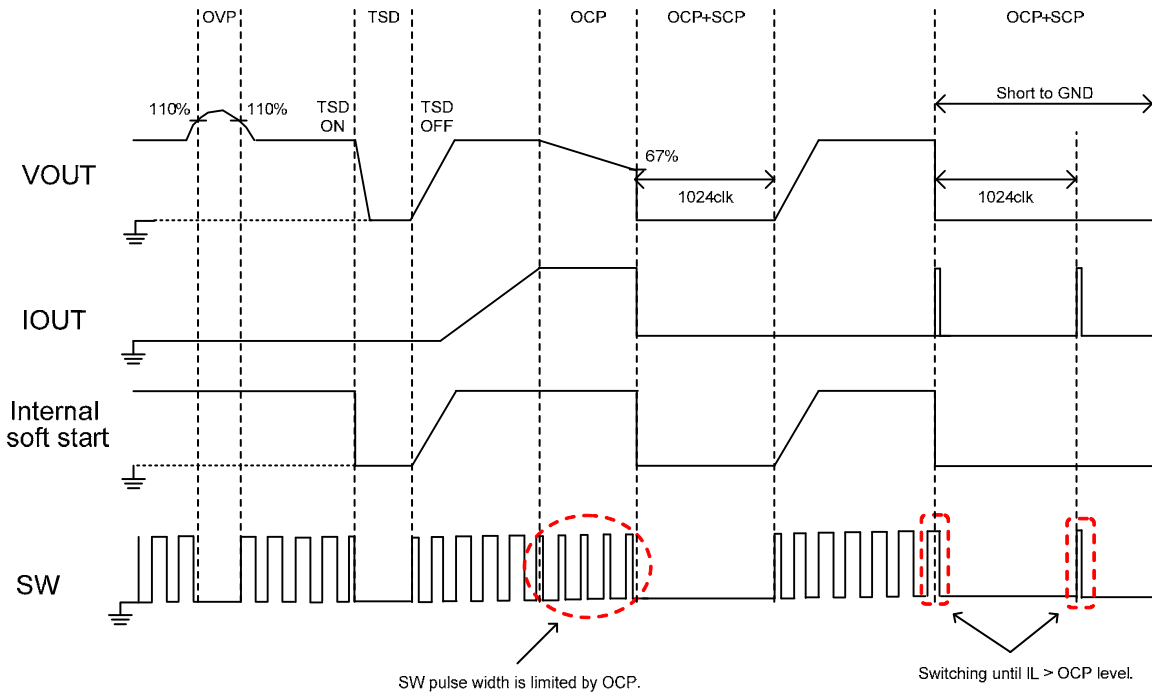 OVP TSD OCP OCP+SCP OCP+SCP
Short to GND
110% 110% TSD ON TSD OFF
67%
VOUT
1024clk 1024clk
IOUT
Internal
soft start
SW
SW pulse width is limited by OCP.
Switching until IL > OCP level.